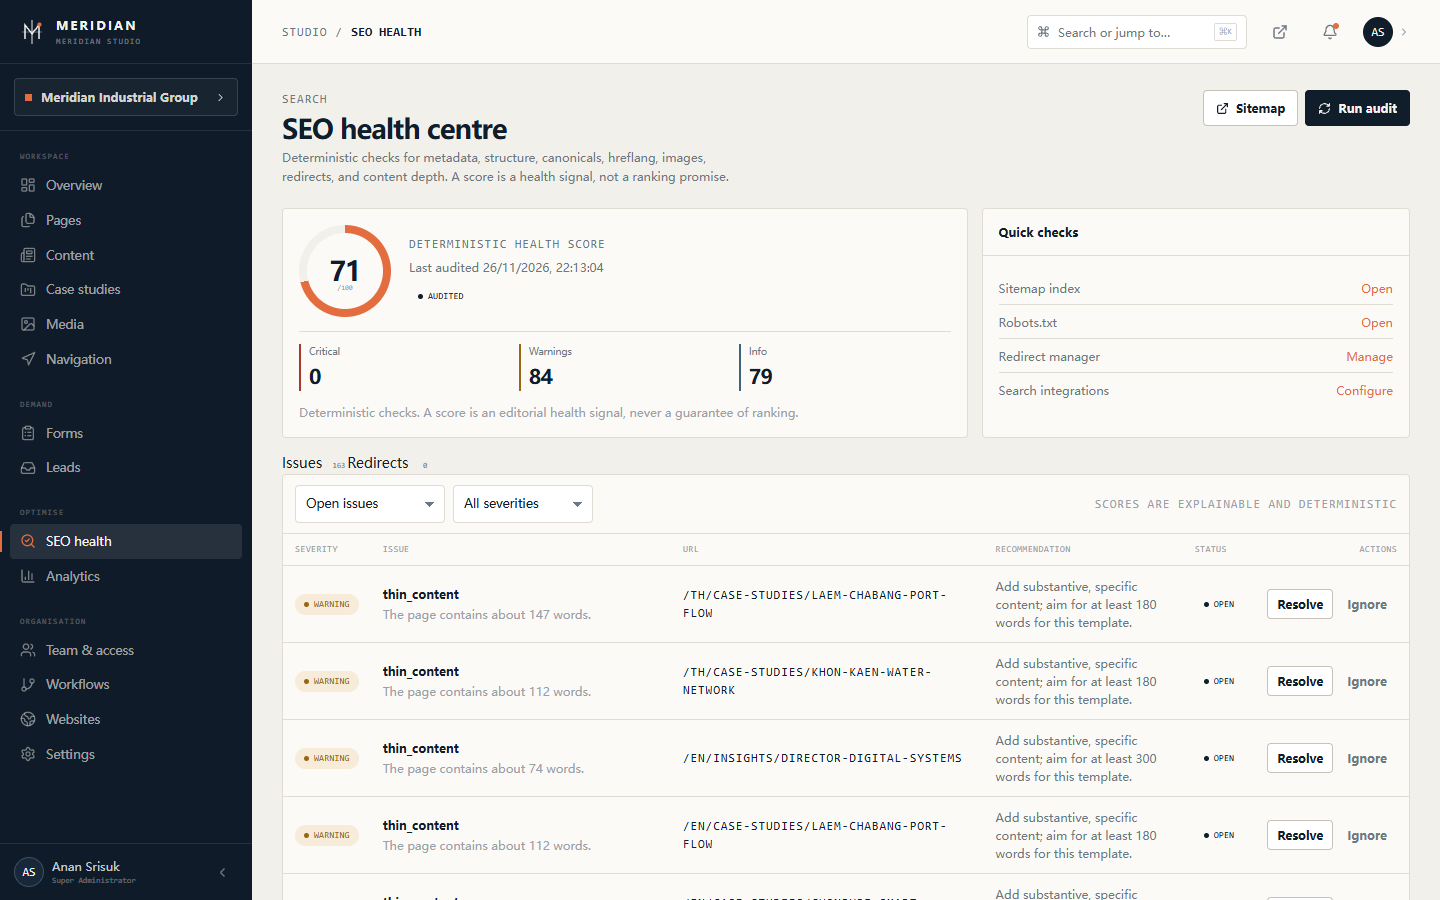 MERIDIAN
MERIDIAN STUDIO
Meridian Industrial Group
WORKSPACE
Overview
Pages
Content
Case studies
Media
Navigation
DEMAND
Forms
Leads
OPTIMISE
SEO health
Analytics
ORGANISATION
Team & access
Workflows
Websites
Settings
AS
Anan Srisuk
Super Administrator
STUDIO / SEO HEALTH
⌘ Search or jump to... ⌘K
AS
SEARCH
SEO health centre
Deterministic checks for metadata, structure, canonicals, hreflang, images,
redirects, and content depth. A score is a health signal, not a ranking promise.
Sitemap
Run audit
71
/100
DETERMINISTIC HEALTH SCORE
Last audited 26/11/2026, 22:13:04
AUDITED
Critical
0
Warnings
84
Info
79
Deterministic checks. A score is an editorial health signal, never a guarantee of ranking.
Quick checks
Sitemap index Open
Robots.txt Open
Redirect manager Manage
Search integrations Configure
Issues 163 Redirects 0
Open issues
All severities
SCORES ARE EXPLAINABLE AND DETERMINISTIC
SEVERITY ISSUE URL RECOMMENDATION STATUS ACTIONS
WARNING
thin_content
The page contains about 147 words.
/TH/CASE-STUDIES/LAEM-CHABANG-PORT-
FLOW
Add substantive, specific
content; aim for at least 180
words for this template.
OPEN
Resolve
Ignore
WARNING
thin_content
The page contains about 112 words.
/TH/CASE-STUDIES/KHON-KAEN-WATER-
NETWORK
Add substantive, specific
content; aim for at least 180
words for this template.
OPEN
Resolve
Ignore
WARNING
thin_content
The page contains about 74 words.
/EN/INSIGHTS/DIRECTOR-DIGITAL-SYSTEMS
Add substantive, specific
content; aim for at least 300
words for this template.
OPEN
Resolve
Ignore
WARNING
thin_content
The page contains about 112 words.
/EN/CASE-STUDIES/LAEM-CHABANG-PORT-
FLOW
Add substantive, specific
content; aim for at least 180
words for this template.
OPEN
Resolve
Ignore
Add substantive, specific